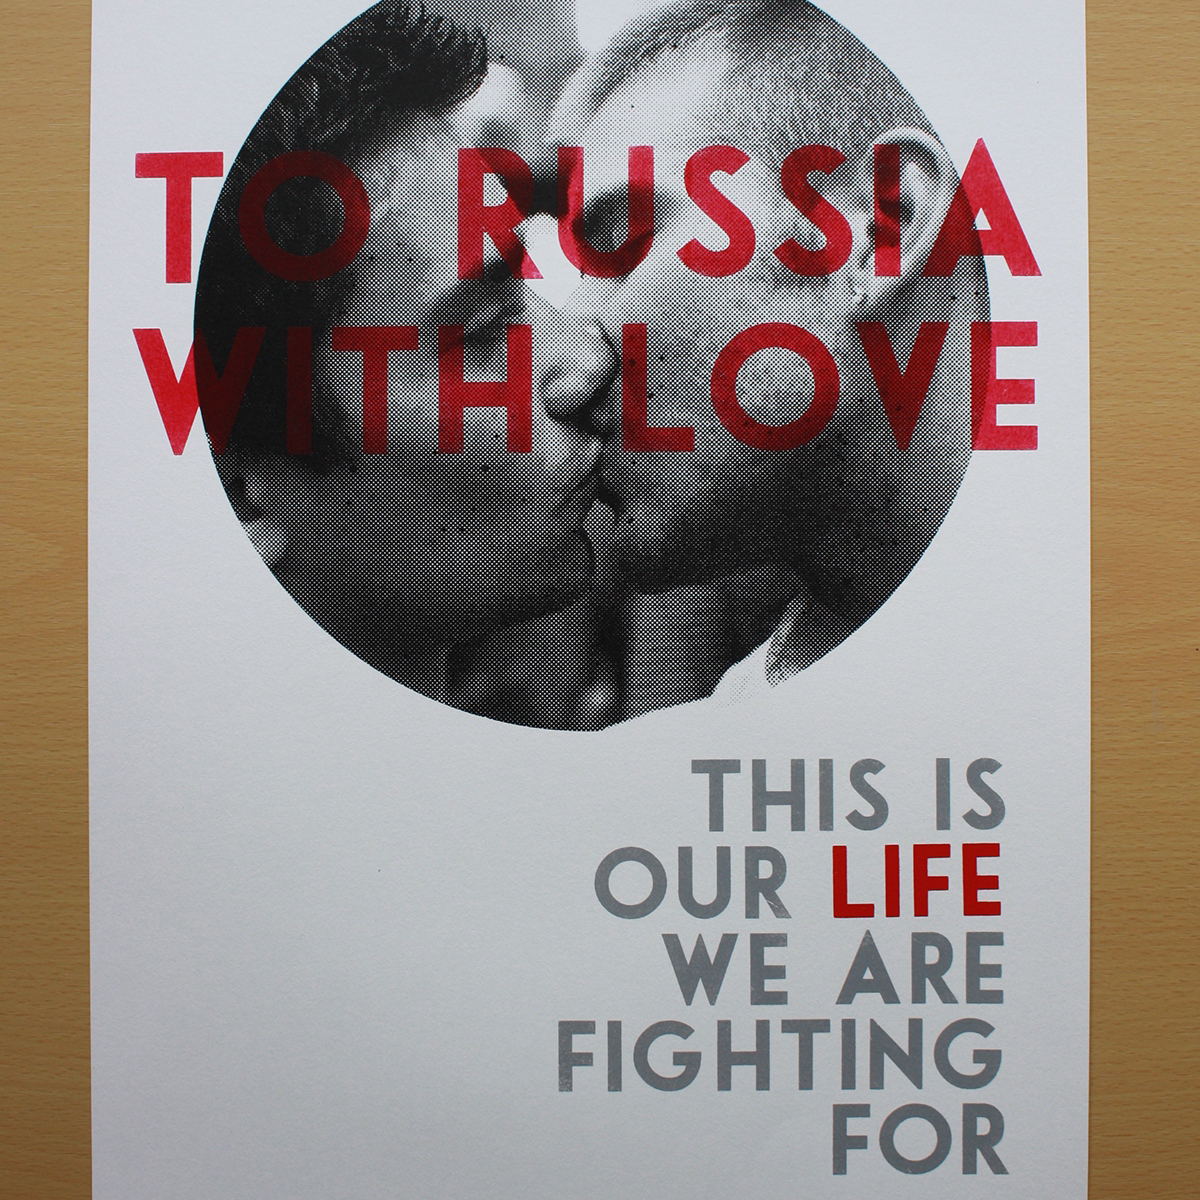 TO RUSSIA
WITH LOVE
THIS IS
OUR LIFE
WE ARE
FIGHTING
FOR